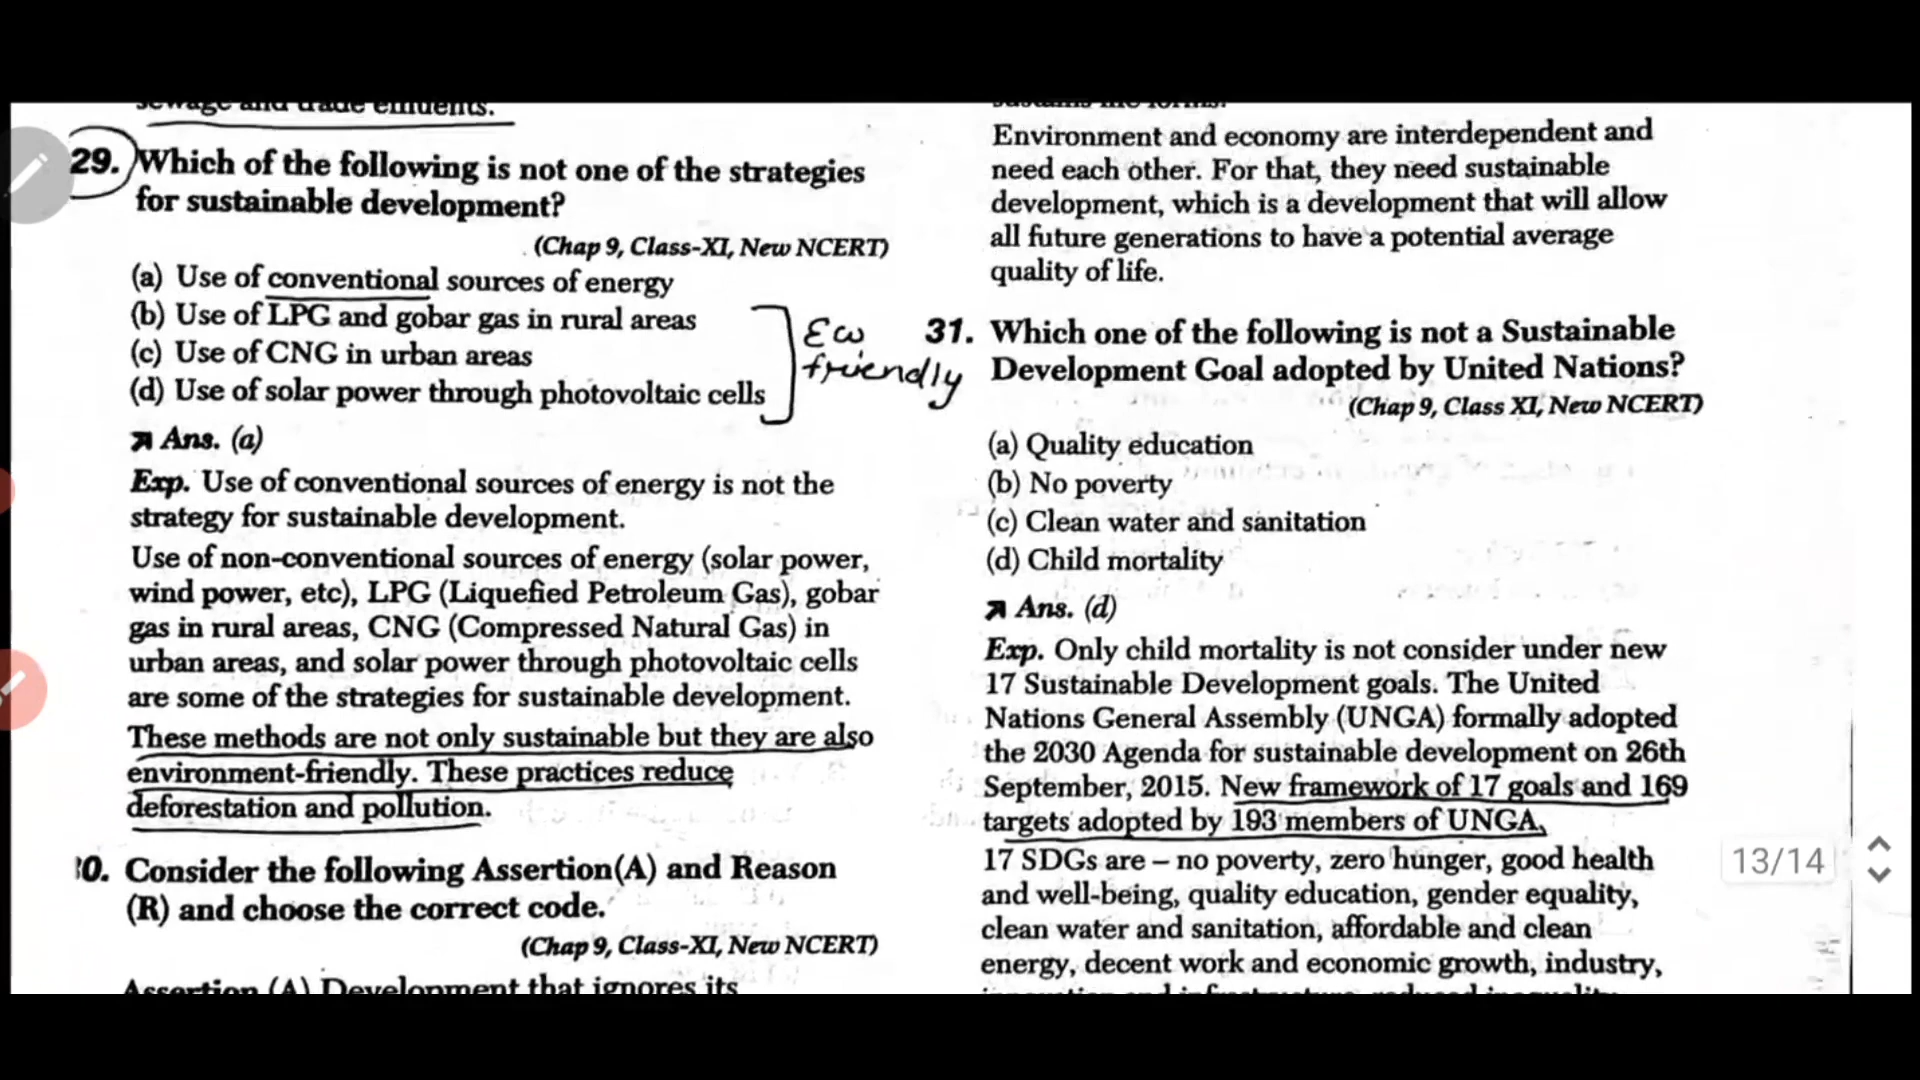 sewage and trade effluents.
29. Which of the following is not one of the strategies
for sustainable development?
(Chap 9, Class-XI, New NCERT)
(a) Use of conventional sources of energy
(b) Use of LPG and gobar gas in rural areas
(c) Use of CNG in urban areas
(d) Use of solar power through photovoltaic cells
friendly
Ans. (a)
Exp. Use of conventional sources of energy is not the
strategy for sustainable development.
Use of non-conventional sources of energy (solar power,
wind power, etc), LPG (Liquefied Petroleum Gas), gobar
gas in rural areas, CNG (Compressed Natural Gas) in
urban areas, and solar power through photovoltaic cells
are some of the strategies for sustainable development.
These methods are not only sustainable but they are also
environment-friendly. These practices reduce
deforestation and pollution.
0. Consider the following Assertion(A) and Reason
(R) and choose the correct code.
(Chap 9, Class-XI, New NCERT)
Assertion (A) Development that ignores its
Environment and economy are interdependent and
need each other. For that, they need sustainable
development, which is a development that will allow
all future generations to have a potential average
quality of life.
31. Which one of the following is not a Sustainable
Development Goal adopted by United Nations?
(Chap 9, Class XI, New NCERT)
(a) Quality education
(b) No poverty
(c) Clean water and sanitation
(d) Child mortality
Ans. (d)
Exp. Only child mortality is not consider under new
17 Sustainable Development goals. The United
Nations General Assembly (UNGA) formally adopted
the 2030 Agenda for sustainable development on 26th
September, 2015. New framework of 17 goals and 169
targets adopted by 193 members of UNGA.
17 SDGs are – no poverty, zero hunger, good health
and well-being, quality education, gender equality,
clean water and sanitation, affordable and clean
energy, decent work and economic growth, industry,
13/14